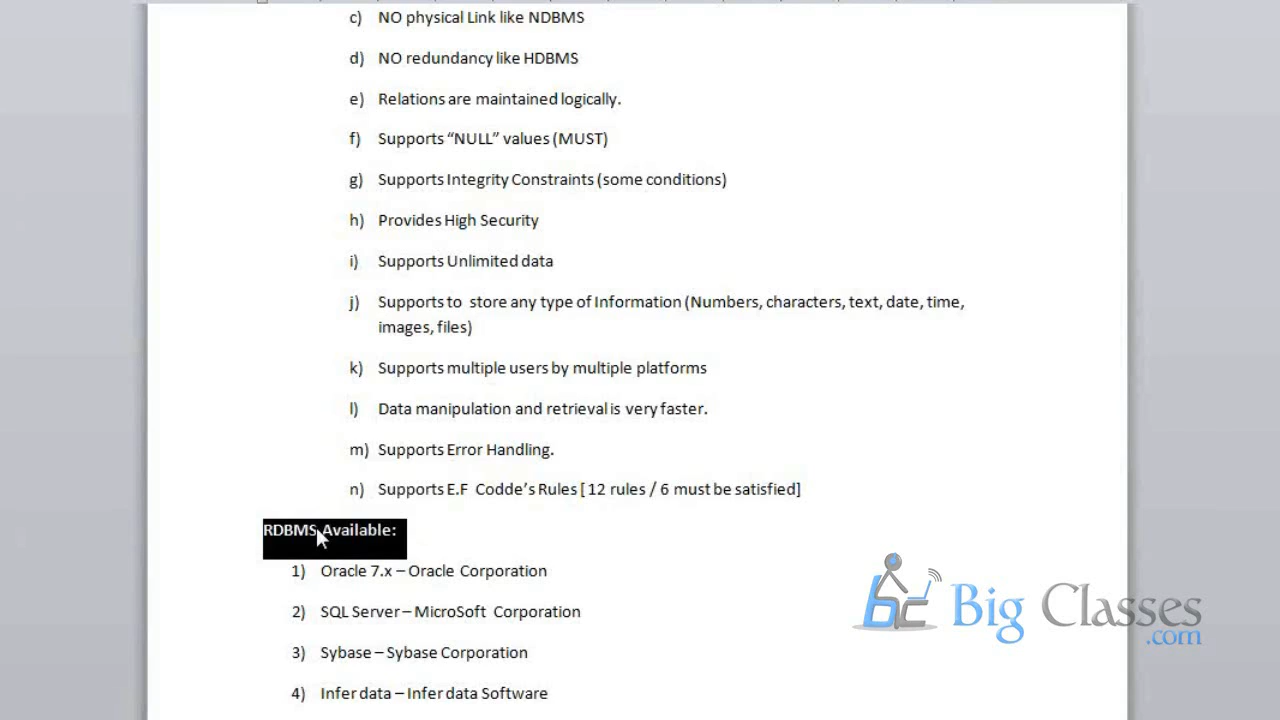 c) NO physical Link like NDBMS
d) NO redundancy like HDBMS
e) Relations are maintained logically.
f) Supports “NULL” values (MUST)
g) Supports Integrity Constraints (some conditions)
h) Provides High Security
i) Supports Unlimited data
j) Supports to store any type of Information (Numbers, characters, text, date, time,
images, files)
k) Supports multiple users by multiple platforms
l) Data manipulation and retrieval is very faster.
m) Supports Error Handling.
n) Supports E.F Codde’s Rules [ 12 rules / 6 must be satisfied]
RDBMS Available:
1) Oracle 7.x – Oracle Corporation
2) SQL Server – MicroSoft Corporation
3) Sybase – Sybase Corporation
4) Infer data – Infer data Software
bc Big Classes
.com